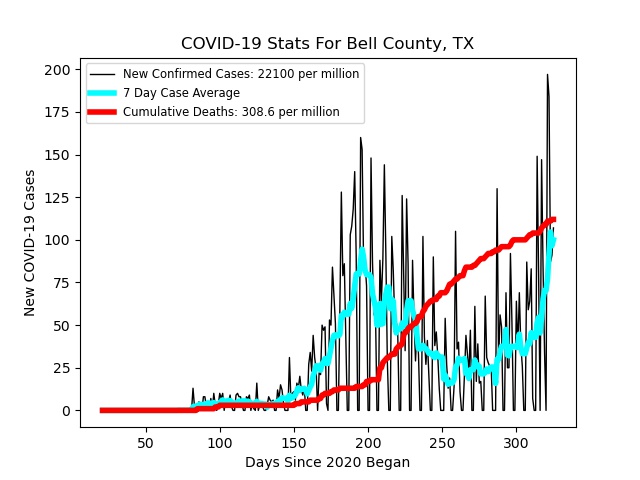 COVID-19 Stats For Bell County, TX
New Confirmed Cases: 22100 per million
7 Day Case Average
Cumulative Deaths: 308.6 per million
New COVID-19 Cases
200
175
150
125
100
75
50
25
0
50 100 150 200 250 300
Days Since 2020 Began